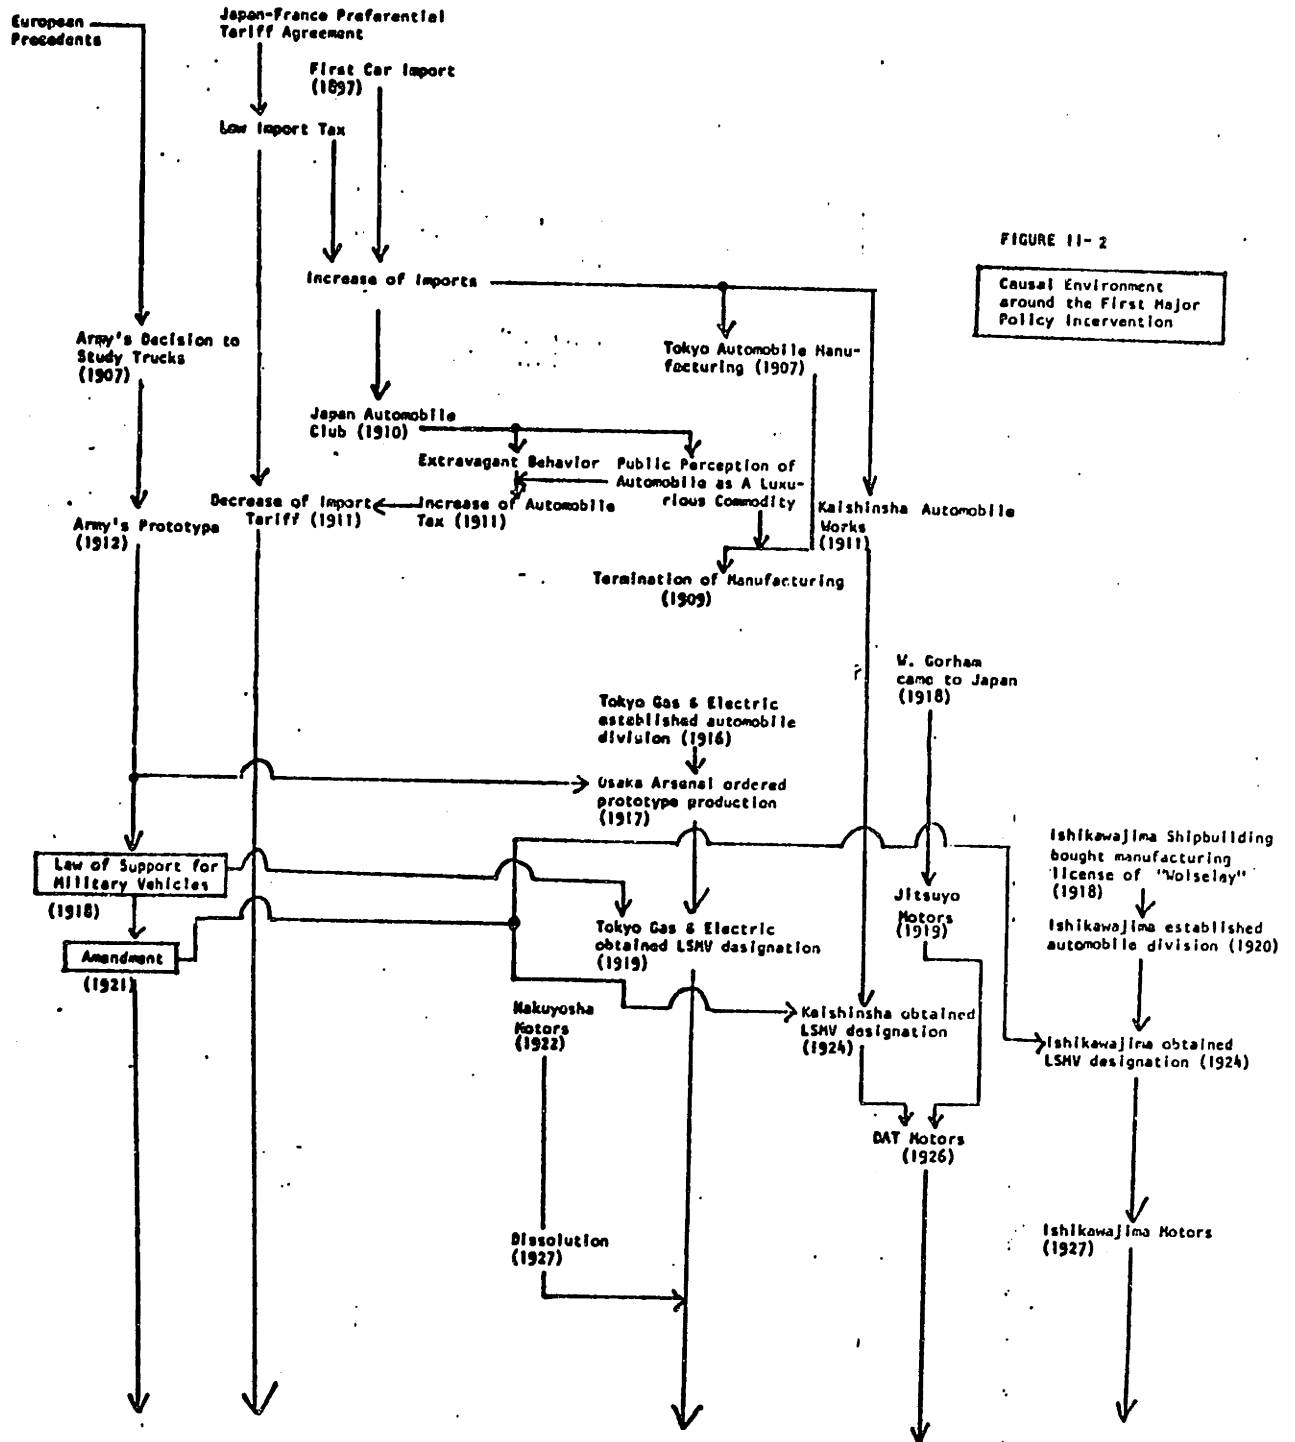 European
Precedents
Japan-France Preferential
Tariff Agreement
First Car Import
(1897)
Low Import Tax
FIGURE II-2
Causal Environment
around the First Major
Policy Intervention
Increase of Imports
Army's Decision to
Study Trucks
(1907)
Tokyo Automobile Manu-
facturing (1907)
Japan Automobile
Club (1910)
Extravagant Behavior
Public Perception of
Automobile as A Luxu-
rious Commodity
Decrease of Import
Tariff (1911)
Increase of Automobile
Tax (1911)
Kaishinsha Automobile
Works
(1911)
Army's Prototype
(1912)
Termination of Manufacturing
(1909)
W. Gorham
came to Japan
(1918)
Tokyo Gas & Electric
established automobile
division (1916)
Osaka Arsenal ordered
prototype production
(1917)
Law of Support for
Military Vehicles
(1918)
Ishikawajima Shipbuilding
bought manufacturing
license of "Wolseley"
(1918)
Jitsuyo
Motors
(1919)
Tokyo Gas & Electric
obtained LSMV designation
(1919)
Ishikawajima established
automobile division (1920)
Amendment
(1921)
Hakuyosha
Motors
(1922)
Kaishinsha obtained
LSMV designation
(1924)
Ishikawajima obtained
LSMV designation (1924)
DAT Motors
(1926)
Dissolution
(1927)
Ishikawajima Motors
(1927)